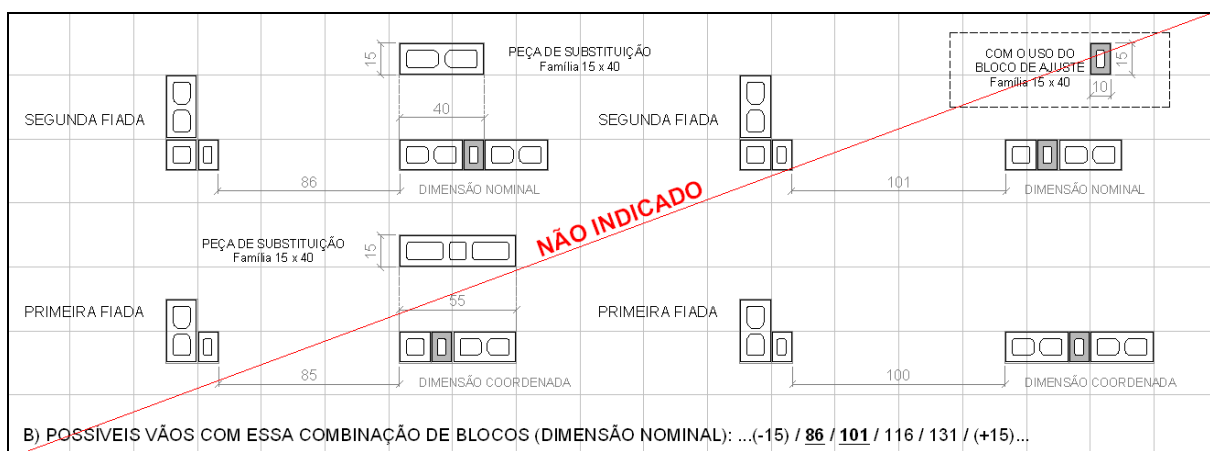 15
PEÇA DE SUBSTITUIÇÃO
Família 15 x 40
COM O USO DO
BLOCO DE AJUSTE
Família 15 x 40
15
10
SEGUNDA FIADA
40
SEGUNDA FIADA
86
DIMENSÃO NOMINAL
101
DIMENSÃO NOMINAL
NÃO INDICADO
PEÇA DE SUBSTITUIÇÃO
Família 15 x 40
15
PRIMEIRA FIADA
55
PRIMEIRA FIADA
85
DIMENSÃO COORDENADA
100
DIMENSÃO COORDENADA
B) POSSÍVEIS VÃOS COM ESSA COMBINAÇÃO DE BLOCOS (DIMENSÃO NOMINAL): ...(-15) / 86 / 101 / 116 / 131 / (+15)...